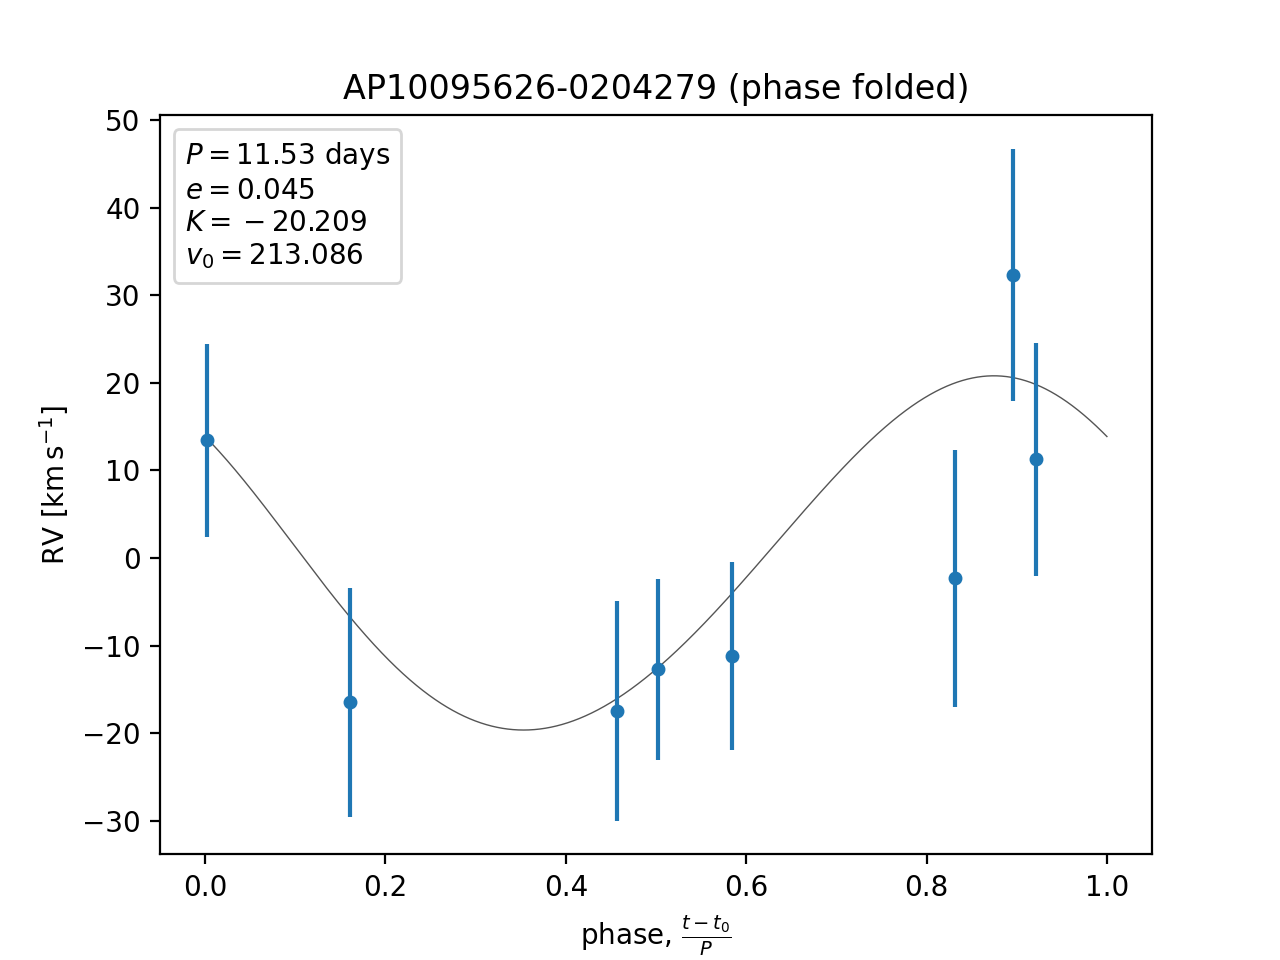 AP10095626-0204279 (phase folded)
P = 11.53 days
e = 0.045
K = −20.209
v₀ = 213.086
RV [km s⁻¹]
50
40
30
20
10
0
−10
−20
−30
0.0 0.2 0.4 0.6 0.8 1.0
phase, (t − t₀)/P